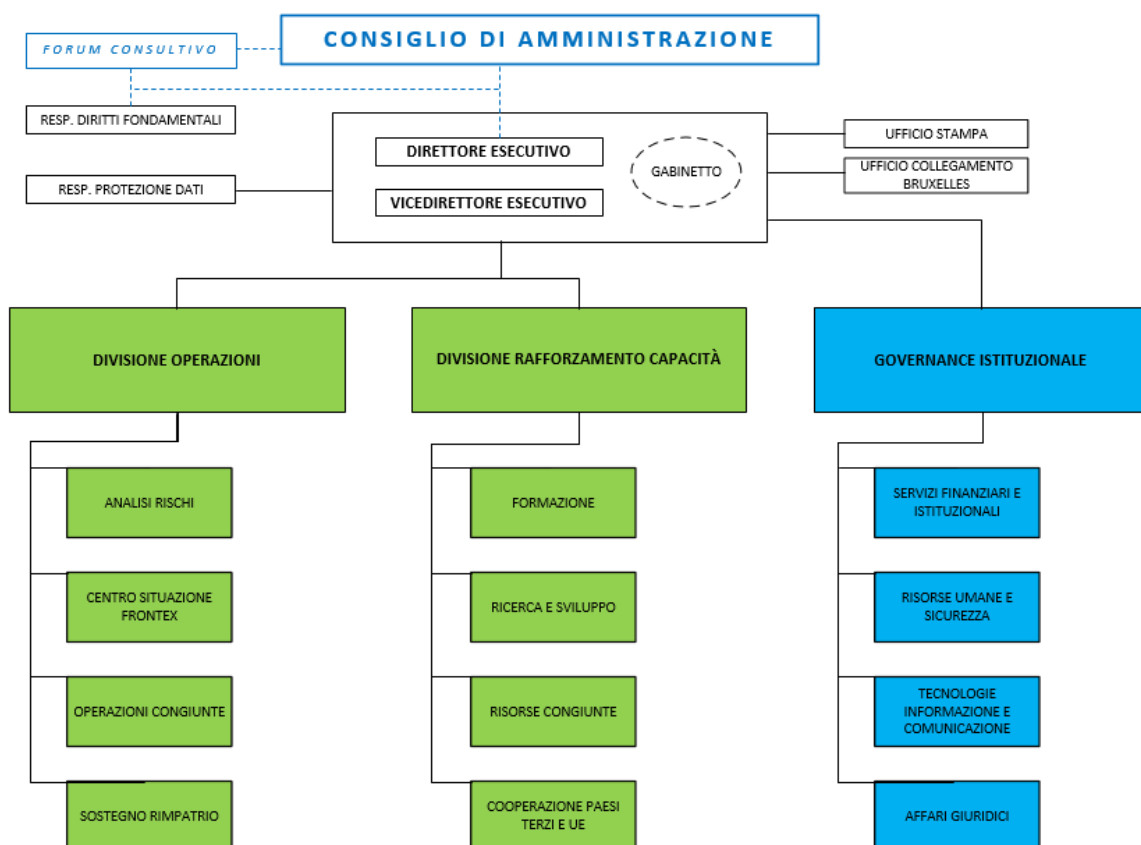 CONSIGLIO DI AMMINISTRAZIONE
FORUM CONSULTIVO
RESP. DIRITTI FONDAMENTALI
UFFICIO STAMPA
DIRETTORE ESECUTIVO
GABINETTO
UFFICIO COLLEGAMENTO
BRUXELLES
RESP. PROTEZIONE DATI
VICEDIRETTORE ESECUTIVO
DIVISIONE OPERAZIONI
DIVISIONE RAFFORZAMENTO CAPACITÀ
GOVERNANCE ISTITUZIONALE
ANALISI RISCHI
FORMAZIONE
SERVIZI FINANZIARI E
ISTITUZIONALI
CENTRO SITUAZIONE
FRONTEX
RICERCA E SVILUPPO
RISORSE UMANE E
SICUREZZA
OPERAZIONI CONGIUNTE
RISORSE CONGIUNTE
TECNOLOGIE
INFORMAZIONE E
COMUNICAZIONE
SOSTEGNO RIMPATRIO
COOPERAZIONE PAESI
TERZI E UE
AFFARI GIURIDICI